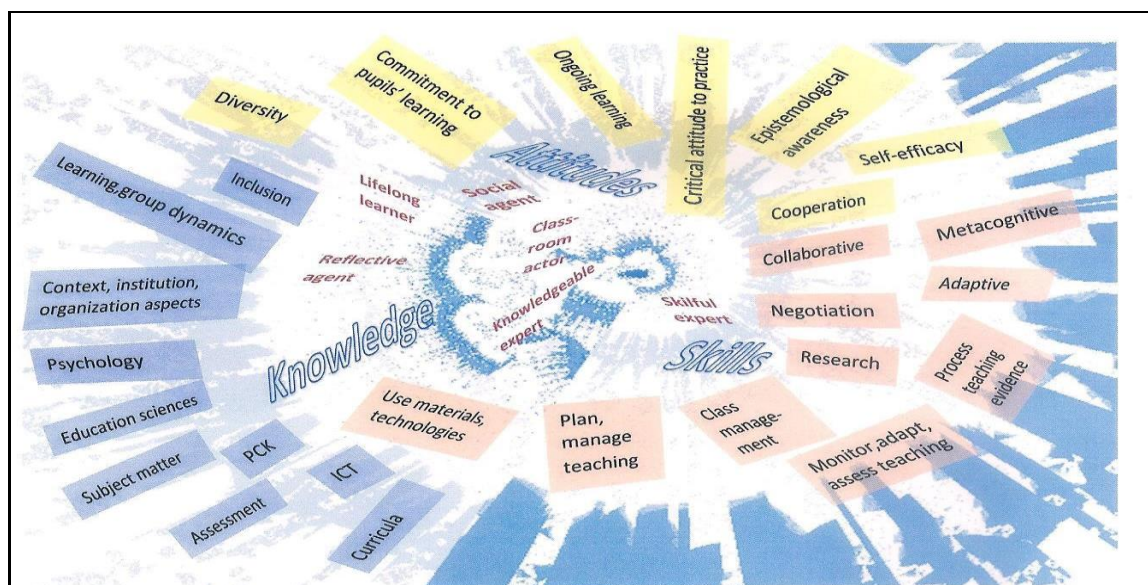 Diversity
Commitment to
pupils' learning
Ongoing learning
Critical attitude to practice
Epistemological
awareness
Self-efficacy
Cooperation
Attitudes
Learning,group dynamics
Inclusion
Context, institution,
organization aspects
Psychology
Education sciences
Subject matter
PCK
Assessment
ICT
Curricula
Knowledge
Lifelong
learner
Social
agent
Reflective
agent
Class-
room
actor
Knowledgeable
expert
Skilful
expert
Skills
Collaborative
Metacognitive
Adaptive
Negotiation
Research
Process
teaching
evidence
Use materials,
technologies
Plan,
manage
teaching
Class
manage-
ment
Monitor,adapt,
assess teaching